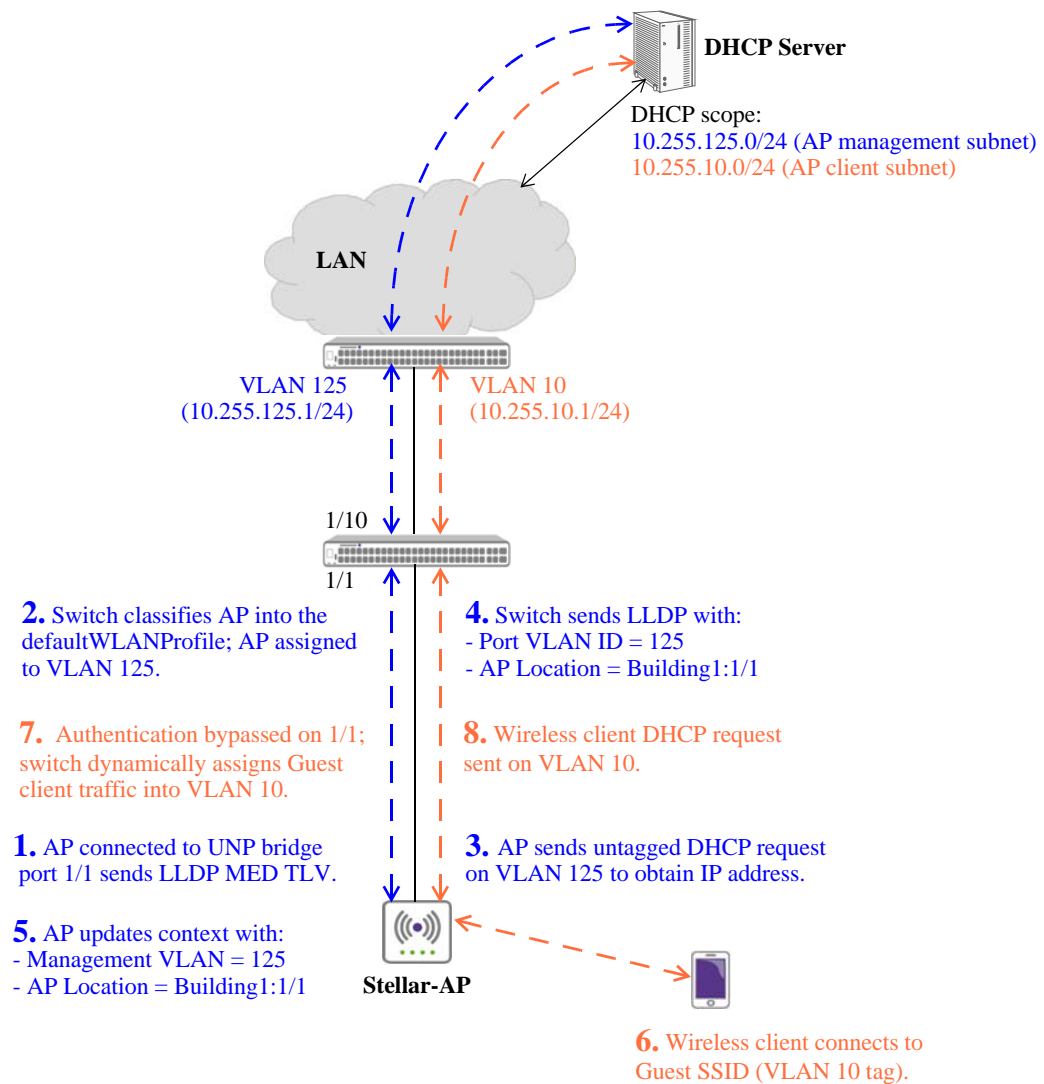 DHCP Server
DHCP scope:
10.255.125.0/24 (AP management subnet)
10.255.10.0/24 (AP client subnet)
LAN
VLAN 125
(10.255.125.1/24)
VLAN 10
(10.255.10.1/24)
1/10
1/1
2. Switch classifies AP into the
defaultWLANProfile; AP assigned
to VLAN 125.
4. Switch sends LLDP with:
- Port VLAN ID = 125
- AP Location = Building1:1/1
7. Authentication bypassed on 1/1;
switch dynamically assigns Guest
client traffic into VLAN 10.
8. Wireless client DHCP request
sent on VLAN 10.
1. AP connected to UNP bridge
port 1/1 sends LLDP MED TLV.
3. AP sends untagged DHCP request
on VLAN 125 to obtain IP address.
5. AP updates context with:
- Management VLAN = 125
- AP Location = Building1:1/1
Stellar-AP
6. Wireless client connects to
Guest SSID (VLAN 10 tag).